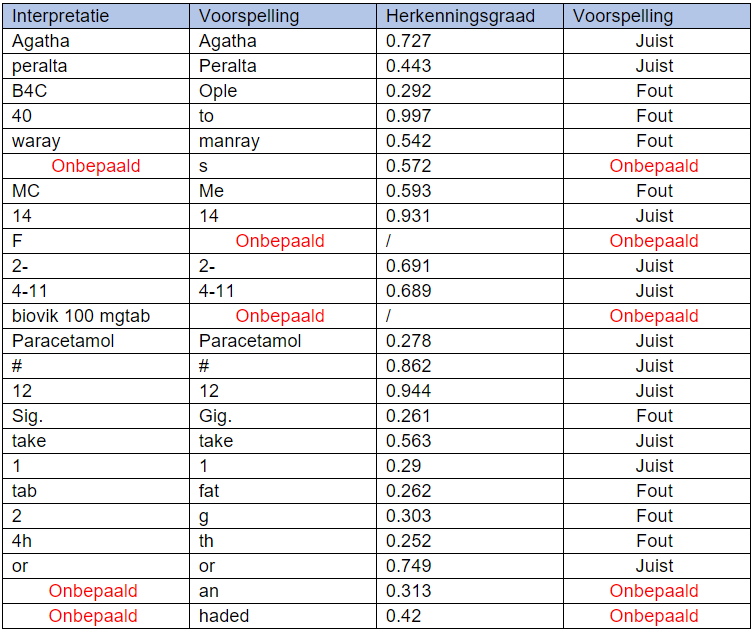 Interpretatie Voorspelling Herkenningsgraad Voorspelling
Agatha Agatha 0.727 Juist
peralta Peralta 0.443 Juist
B4C Ople 0.292 Fout
40 to 0.997 Fout
waray manray 0.542 Fout
Onbepaald s 0.572 Onbepaald
MC Me 0.593 Fout
14 14 0.931 Juist
F Onbepaald / Onbepaald
2- 2- 0.691 Juist
4-11 4-11 0.689 Juist
biovik 100 mgtab Onbepaald / Onbepaald
Paracetamol Paracetamol 0.278 Juist
# # 0.862 Juist
12 12 0.944 Juist
Sig. Gig. 0.261 Fout
take take 0.563 Juist
1 1 0.29 Juist
tab fat 0.262 Fout
2 g 0.303 Fout
4h th 0.252 Fout
or or 0.749 Juist
Onbepaald an 0.313 Onbepaald
Onbepaald haded 0.42 Onbepaald